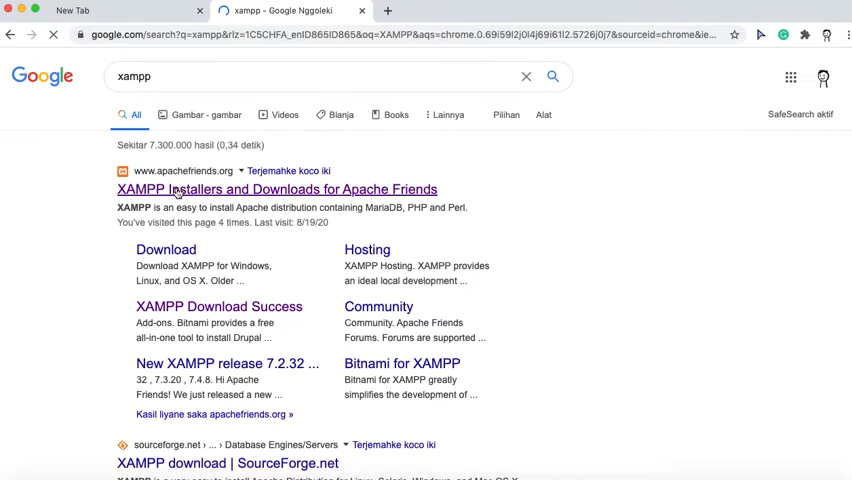 New Tab
xampp - Google Nggoleki
google.com/search?q=xampp&rlz=1C5CHFA_enID865ID865&oq=XAMPP&aqs=chrome.0.69i59l2j0l4j69i61l2.5726j0j7&sourceid=chrome&ie...
Google
xampp
All
Gambar - gambar
Videos
Blanja
Books
Lainnya
Pilihan
Alat
SafeSearch aktif
Sekitar 7.300.000 hasil (0,34 detik)
www.apachefriends.org
Terjemahke koco iki
XAMPP Installers and Downloads for Apache Friends
XAMPP is an easy to install Apache distribution containing MariaDB, PHP and Perl.
You've visited this page 4 times. Last visit: 8/19/20
Download
Download XAMPP for Windows,
Linux, and OS X. Older ...
Hosting
XAMPP Hosting. XAMPP provides
an ideal local development ...
XAMPP Download Success
Add-ons. Bitnami provides a free
all-in-one tool to install Drupal ...
Community
Community. Apache Friends
Forums. Forums are supported ...
New XAMPP release 7.2.32 ...
32 , 7.3.20 , 7.4.8. Hi Apache
Friends! We just released a new ...
Bitnami for XAMPP
Bitnami for XAMPP greatly
simplifies the development of ...
Kasil liyane saka apachefriends.org »
sourceforge.net › ... › Database Engines/Servers
Terjemahke koco iki
XAMPP download | SourceForge.net